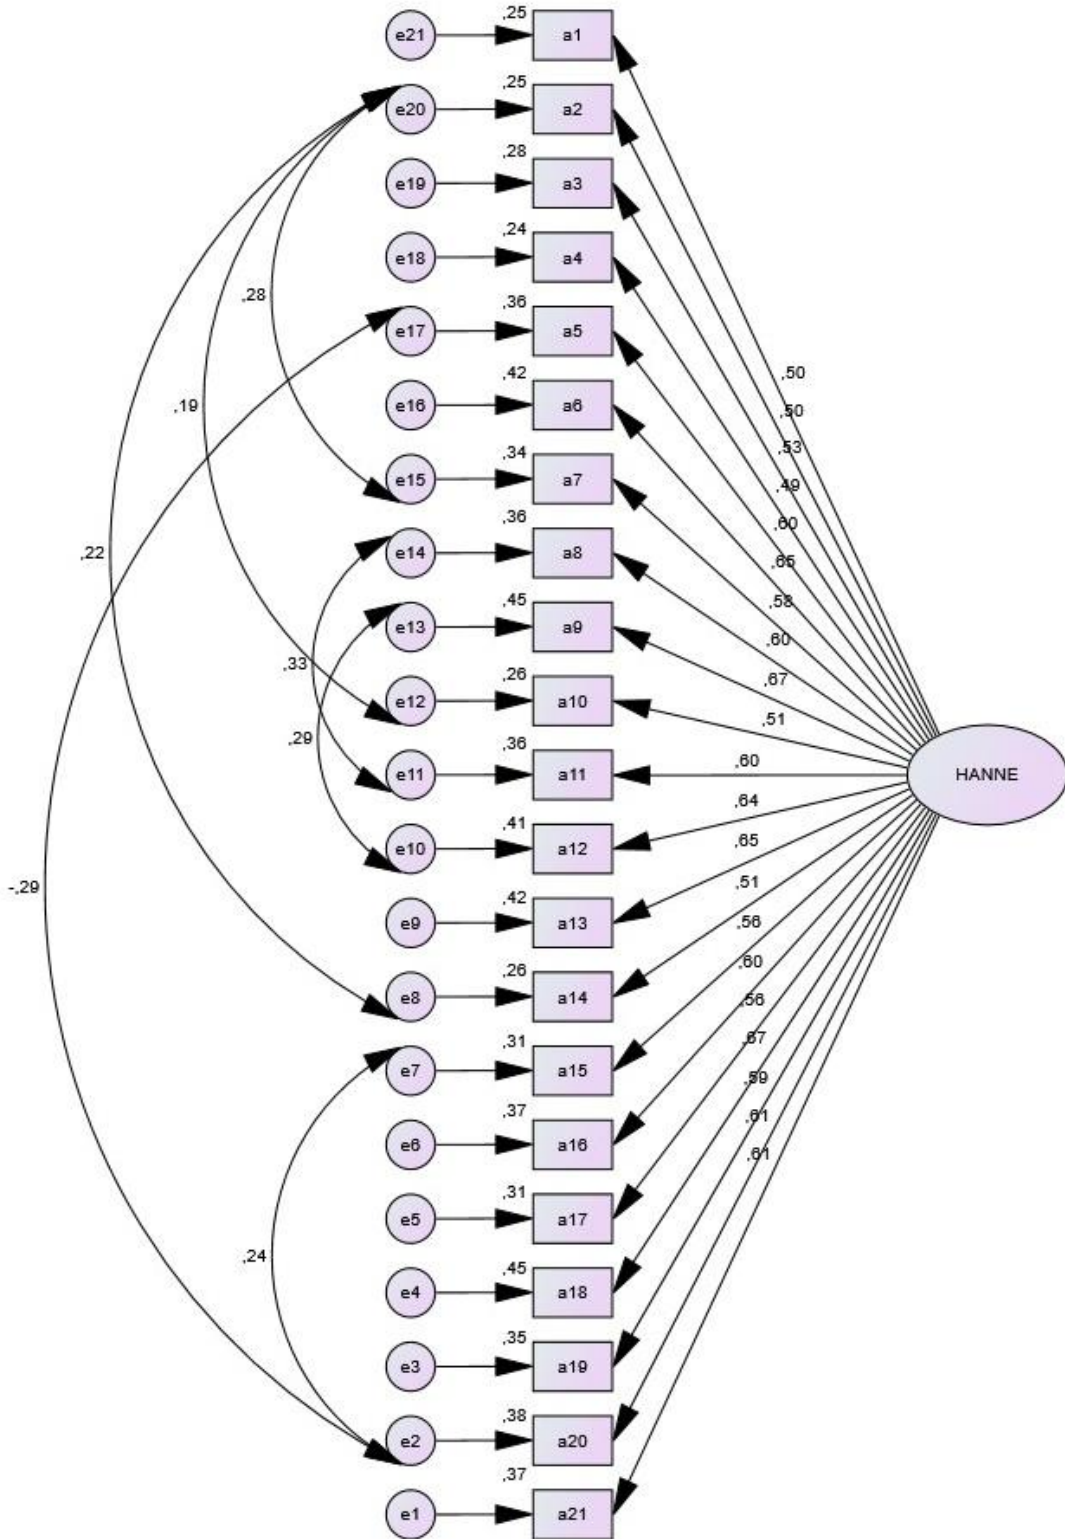 ,25
e21 a1
,25
e20 a2
,28
e19 a3
,24
e18 a4
,28
,36
e17 a5
,50
,42
e16 a6
,19
,50
,53
,34
e15 a7
,49
,60
,36
e14 a8
,22
,65
,58
,45
e13 a9
,60
,33
,67
,26
e12 a10
,51
,29
,36
e11 a11
,60
HANNE
,64
,41
e10 a12
,65
-,29
,51
,42
e9 a13
,56
,60
,26
e8 a14
,56
,67
,31
e7 a15
,59
,37
,61
e6 a16
,61
,31
e5 a17
,24
,45
e4 a18
,35
e3 a19
,38
e2 a20
,37
e1 a21